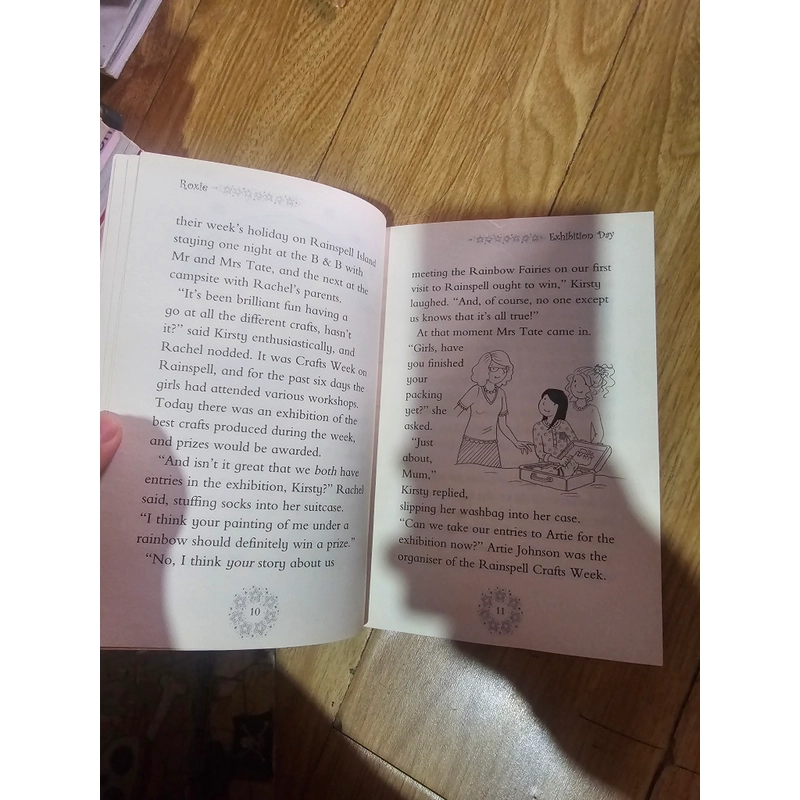 Roxie
their week's holiday on Rainspell Island
staying one night at the B & B with
Mr and Mrs Tate, and the next at the
campsite with Rachel's parents.
"It's been brilliant fun having a
go at all the different crafts, hasn't
it?" said Kirsty enthusiastically, and
Rachel nodded. It was Crafts Week on
Rainspell, and for the past six days the
girls had attended various workshops.
Today there was an exhibition of the
best crafts produced during the week,
and prizes would be awarded.
"And isn't it great that we both have
entries in the exhibition, Kirsty?" Rachel
said, stuffing socks into her suitcase.
"I think your painting of me under a
rainbow should definitely win a prize."
"No, I think your story about us
10
Exhibition Day
meeting the Rainbow Fairies on our first
visit to Rainspell ought to win," Kirsty
laughed. "And, of course, no one except
us knows that it's all true!"
At that moment Mrs Tate came in.
"Girls, have
you finished
your
packing
yet?" she
asked.
"Just
about,
Mum,"
Kirsty replied,
slipping her washbag into her case.
"Can we take our entries to Artie for the
exhibition now?" Artie Johnson was the
organiser of the Rainspell Crafts Week.
11